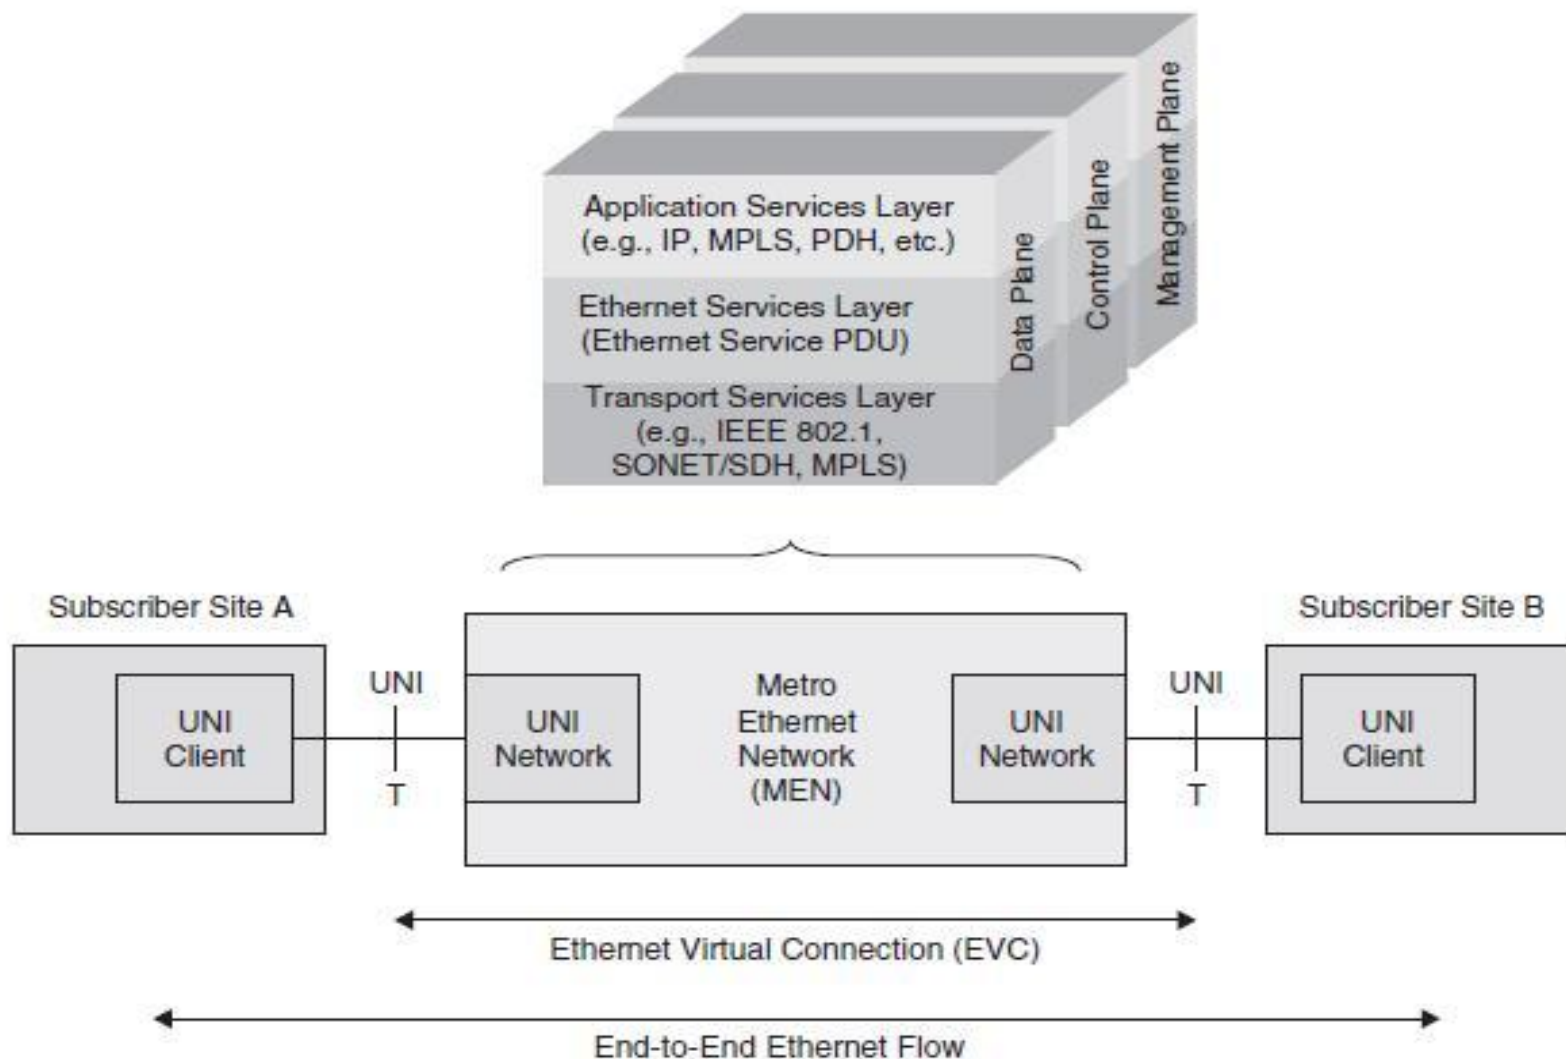 Application Services Layer
(e.g., IP, MPLS, PDH, etc.)
Ethernet Services Layer
(Ethernet Service PDU)
Transport Services Layer
(e.g., IEEE 802.1,
SONET/SDH, MPLS)
Data Plane
Control Plane
Management Plane
Subscriber Site A
Subscriber Site B
UNI
Client
UNI
T
UNI
Network
Metro
Ethernet
Network
(MEN)
UNI
Network
UNI
T
UNI
Client
Ethernet Virtual Connection (EVC)
End-to-End Ethernet Flow